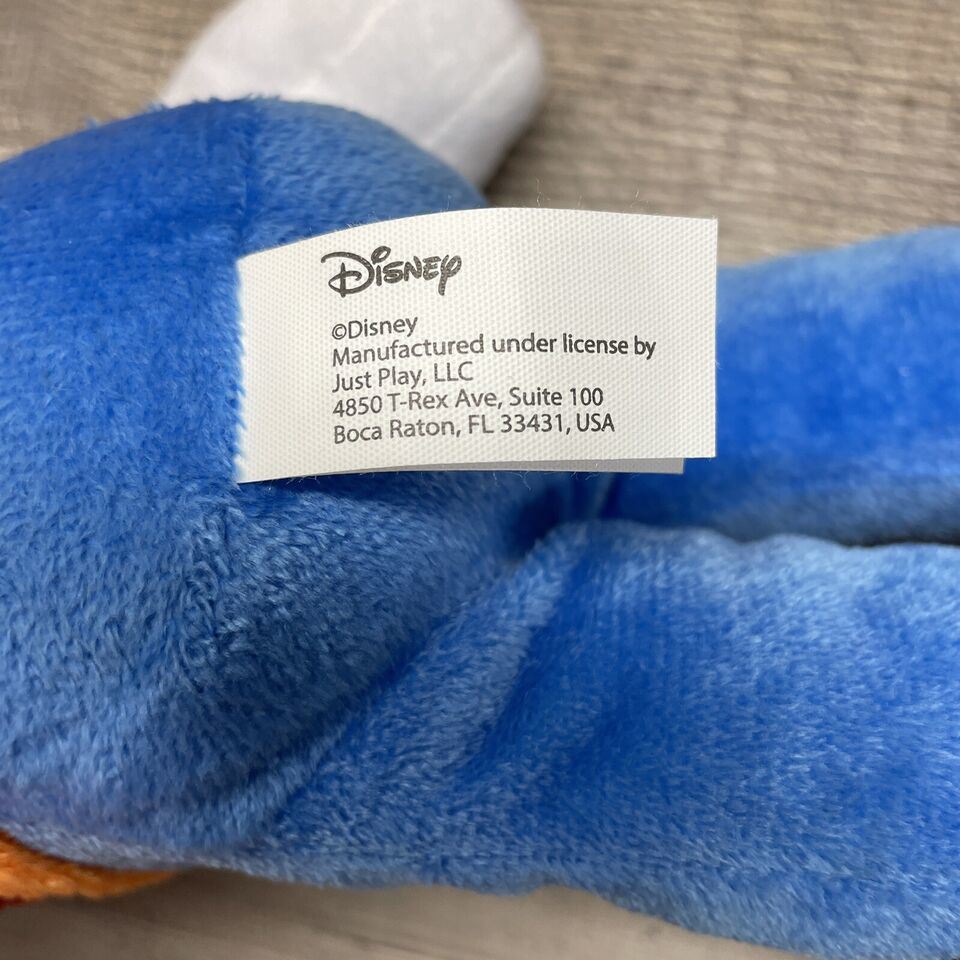 Disney
©Disney
Manufactured under license by
Just Play, LLC
4850 T-Rex Ave, Suite 100
Boca Raton, FL 33431, USA